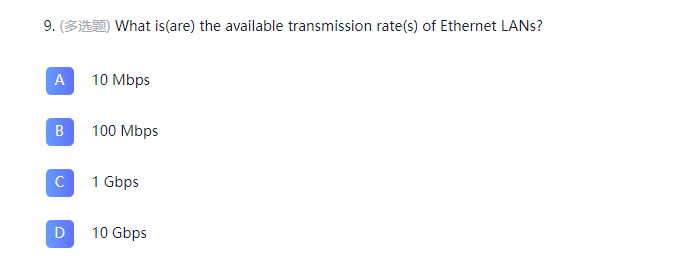 9. (多选题) What is(are) the available transmission rate(s) of Ethernet LANs?
A 10 Mbps
B 100 Mbps
C 1 Gbps
D 10 Gbps